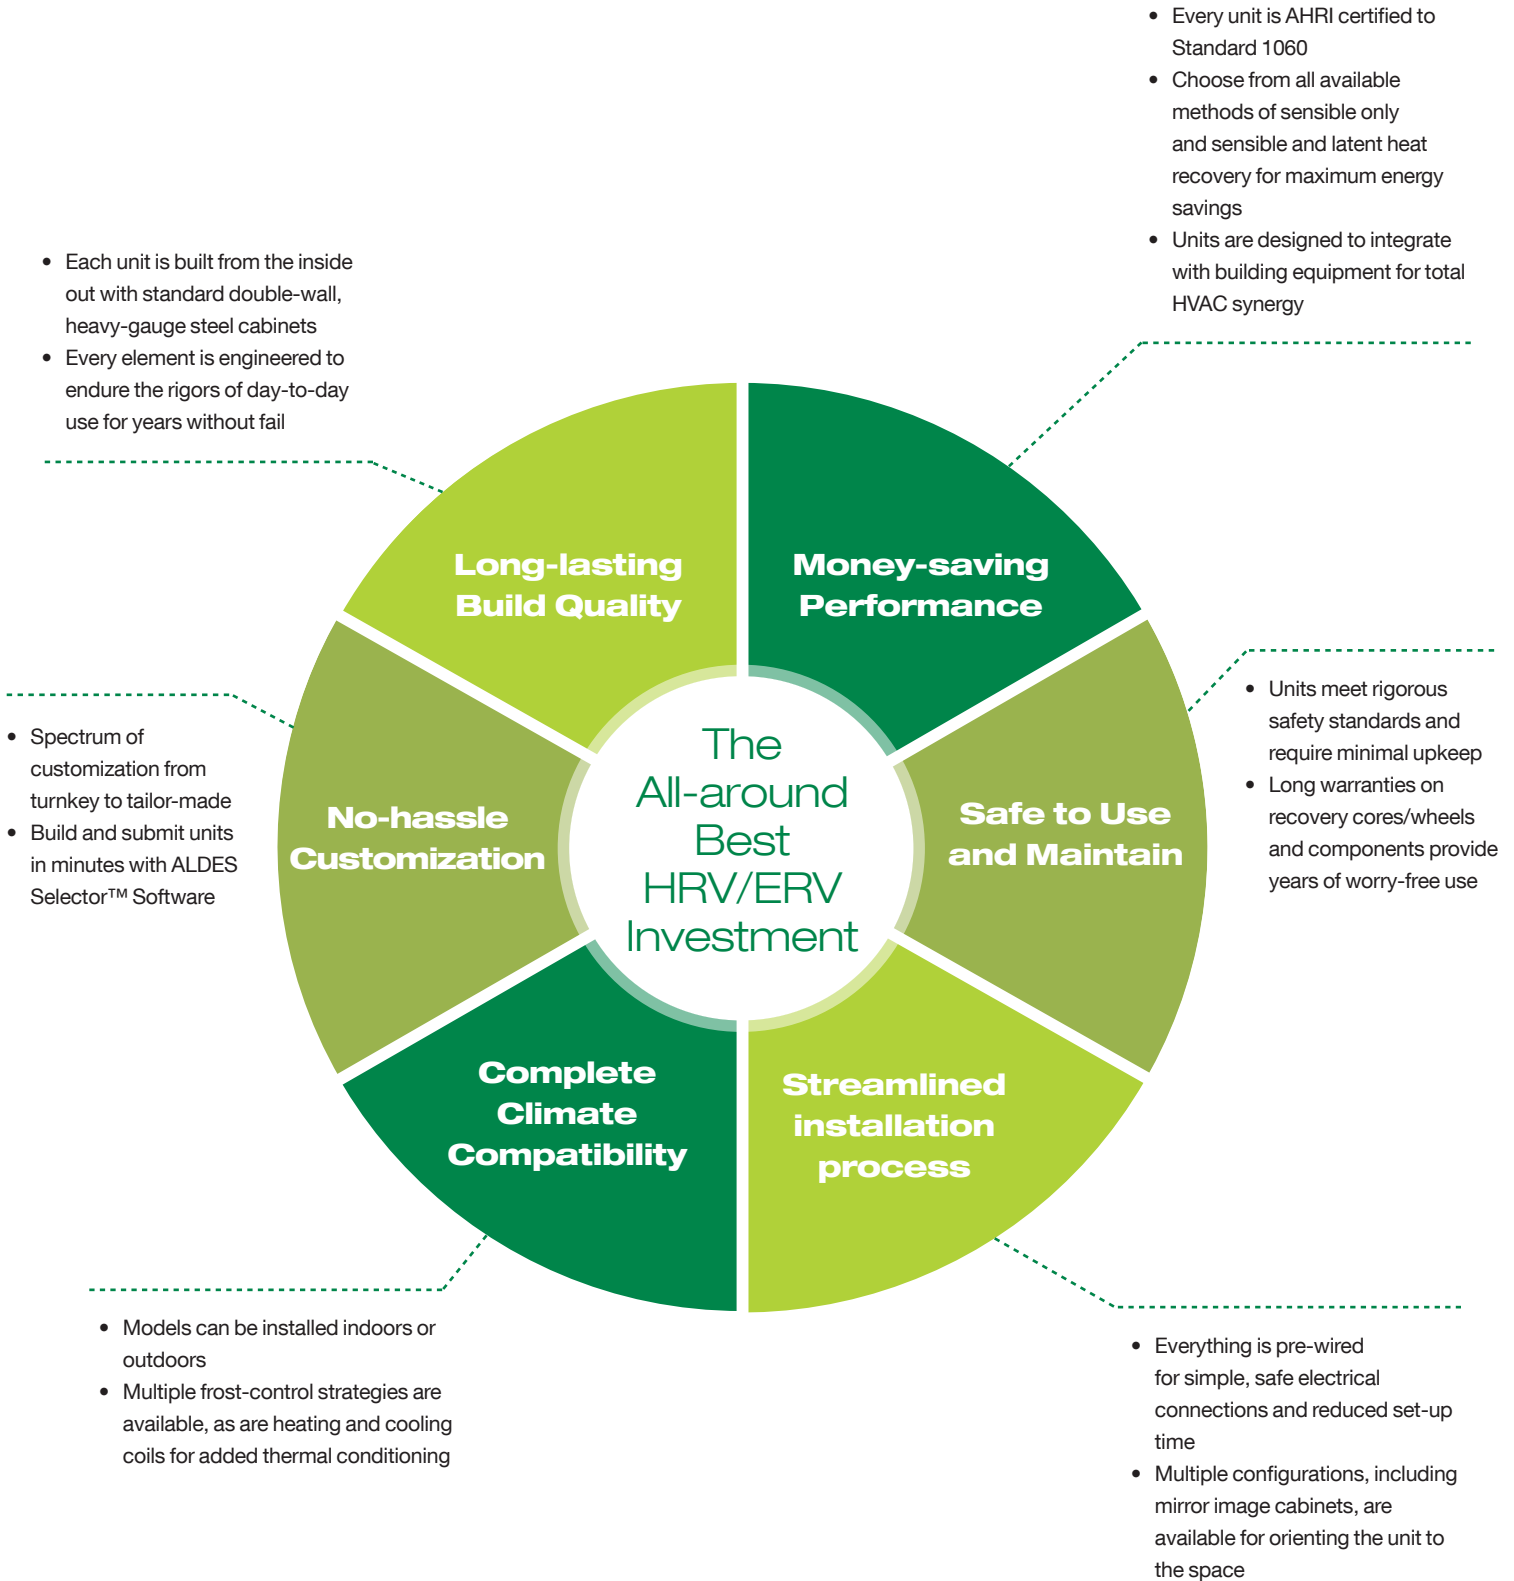 • Every unit is AHRI certified to
Standard 1060
• Choose from all available
methods of sensible only
and sensible and latent heat
recovery for maximum energy
savings
• Units are designed to integrate
with building equipment for total
HVAC synergy
• Each unit is built from the inside
out with standard double-wall,
heavy-gauge steel cabinets
• Every element is engineered to
endure the rigors of day-to-day
use for years without fail
Long-lasting
Build Quality
Money-saving
Performance
• Spectrum of
customization from
turnkey to tailor-made
• Build and submit units
in minutes with ALDES
Selector™ Software
No-hassle
Customization
The
All-around
Best
HRV/ERV
Investment
Safe to Use
and Maintain
• Units meet rigorous
safety standards and
require minimal upkeep
• Long warranties on
recovery cores/wheels
and components provide
years of worry-free use
Complete
Climate
Compatibility
Streamlined
installation
process
• Models can be installed indoors or
outdoors
• Multiple frost-control strategies are
available, as are heating and cooling
coils for added thermal conditioning
• Everything is pre-wired
for simple, safe electrical
connections and reduced set-up
time
• Multiple configurations, including
mirror image cabinets, are
available for orienting the unit to
the space